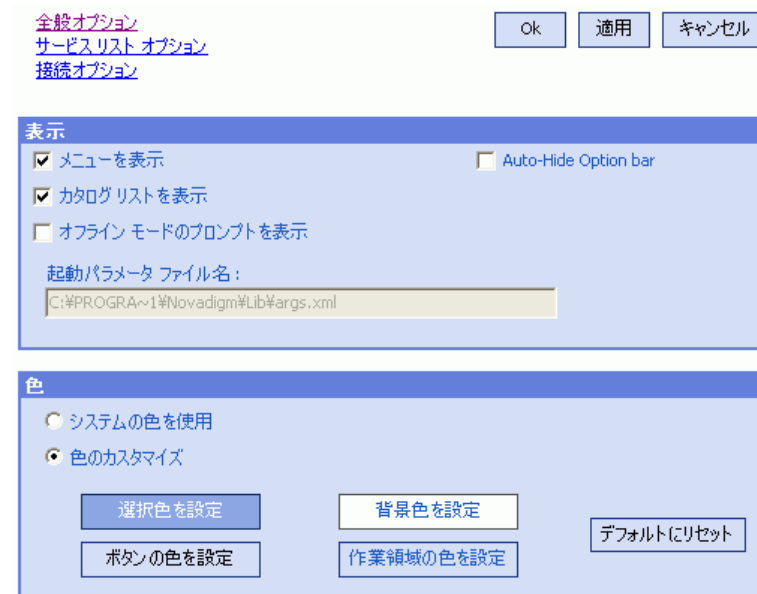 全般オプション
サービス リスト オプション
接続オプション
Ok
適用
キャンセル
表示
メニューを表示
Auto-Hide Option bar
カタログ リストを表示
オフライン モードのプロンプトを表示
起動パラメータ ファイル名 :
C:¥PROGRA~1¥Novadigm¥Lib¥args.xml
色
システムの色を使用
色のカスタマイズ
選択色を設定
背景色を設定
デフォルトにリセット
ボタンの色を設定
作業領域の色を設定